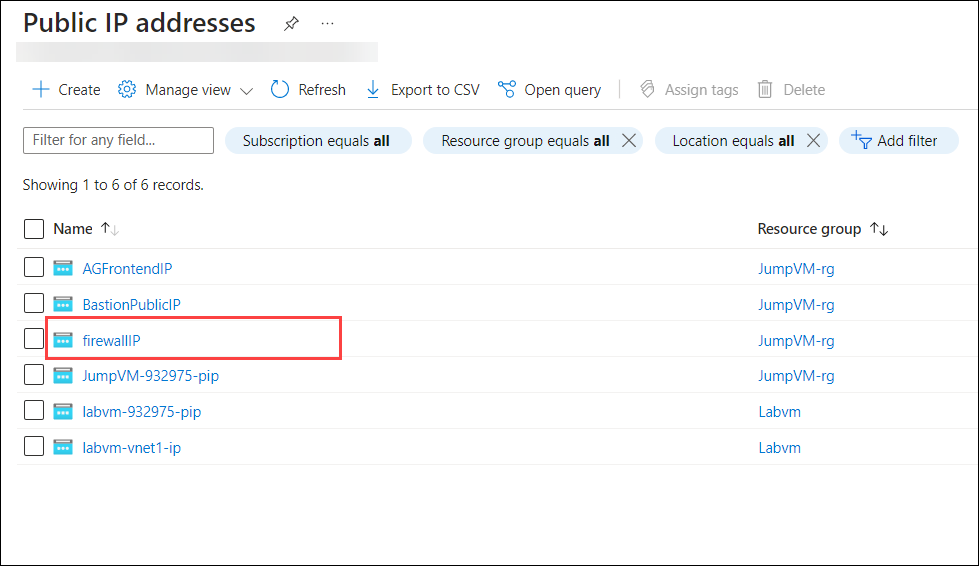 Public IP addresses
Create Manage view Refresh Export to CSV Open query Assign tags Delete
Filter for any field... Subscription equals all Resource group equals all Location equals all Add filter
Showing 1 to 6 of 6 records.
Name Resource group
AGFrontendIP JumpVM-rg
BastionPublicIP JumpVM-rg
firewallIP JumpVM-rg
JumpVM-932975-pip JumpVM-rg
labvm-932975-pip Labvm
labvm-vnet1-ip Labvm